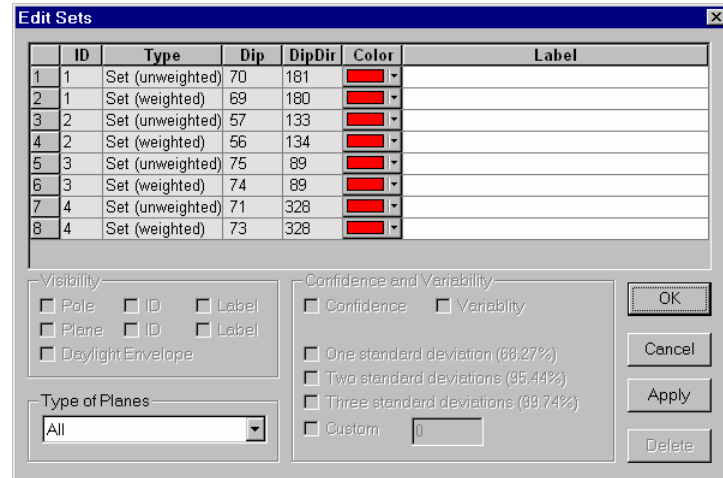 Edit Sets
ID Type Dip DipDir Color Label
1 1 Set (unweighted) 70 181
2 1 Set (weighted) 69 180
3 2 Set (unweighted) 57 133
4 2 Set (weighted) 56 134
5 3 Set (unweighted) 75 89
6 3 Set (weighted) 74 89
7 4 Set (unweighted) 71 328
8 4 Set (weighted) 73 328
Visibility
Pole ID Label
Plane ID Label
Daylight Envelope
Type of Planes
All
Confidence and Variability
Confidence Variablity
One standard deviation (68.27%)
Two standard deviations (95.44%)
Three standard deviations (99.74%)
Custom 0
OK
Cancel
Apply
Delete